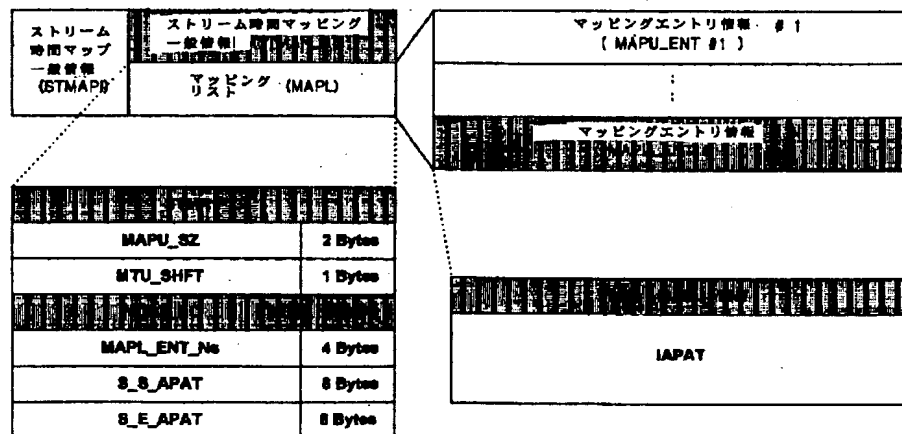 ストリーム
時間マップ
一般情報
(STMAPI)
ストリーム時間マッピング
一般情報
マッピング
リスト (MAPL)
マッピングエントリ情報 #1
( MAPU_ENT #1 )
マッピングエントリ情報
MAPU_SZ 2 Bytes
MTU_SHFT 1 Bytes
MAPL_ENT_Ns 4 Bytes
S_S_APAT 6 Bytes
S_E_APAT 6 Bytes
IAPAT